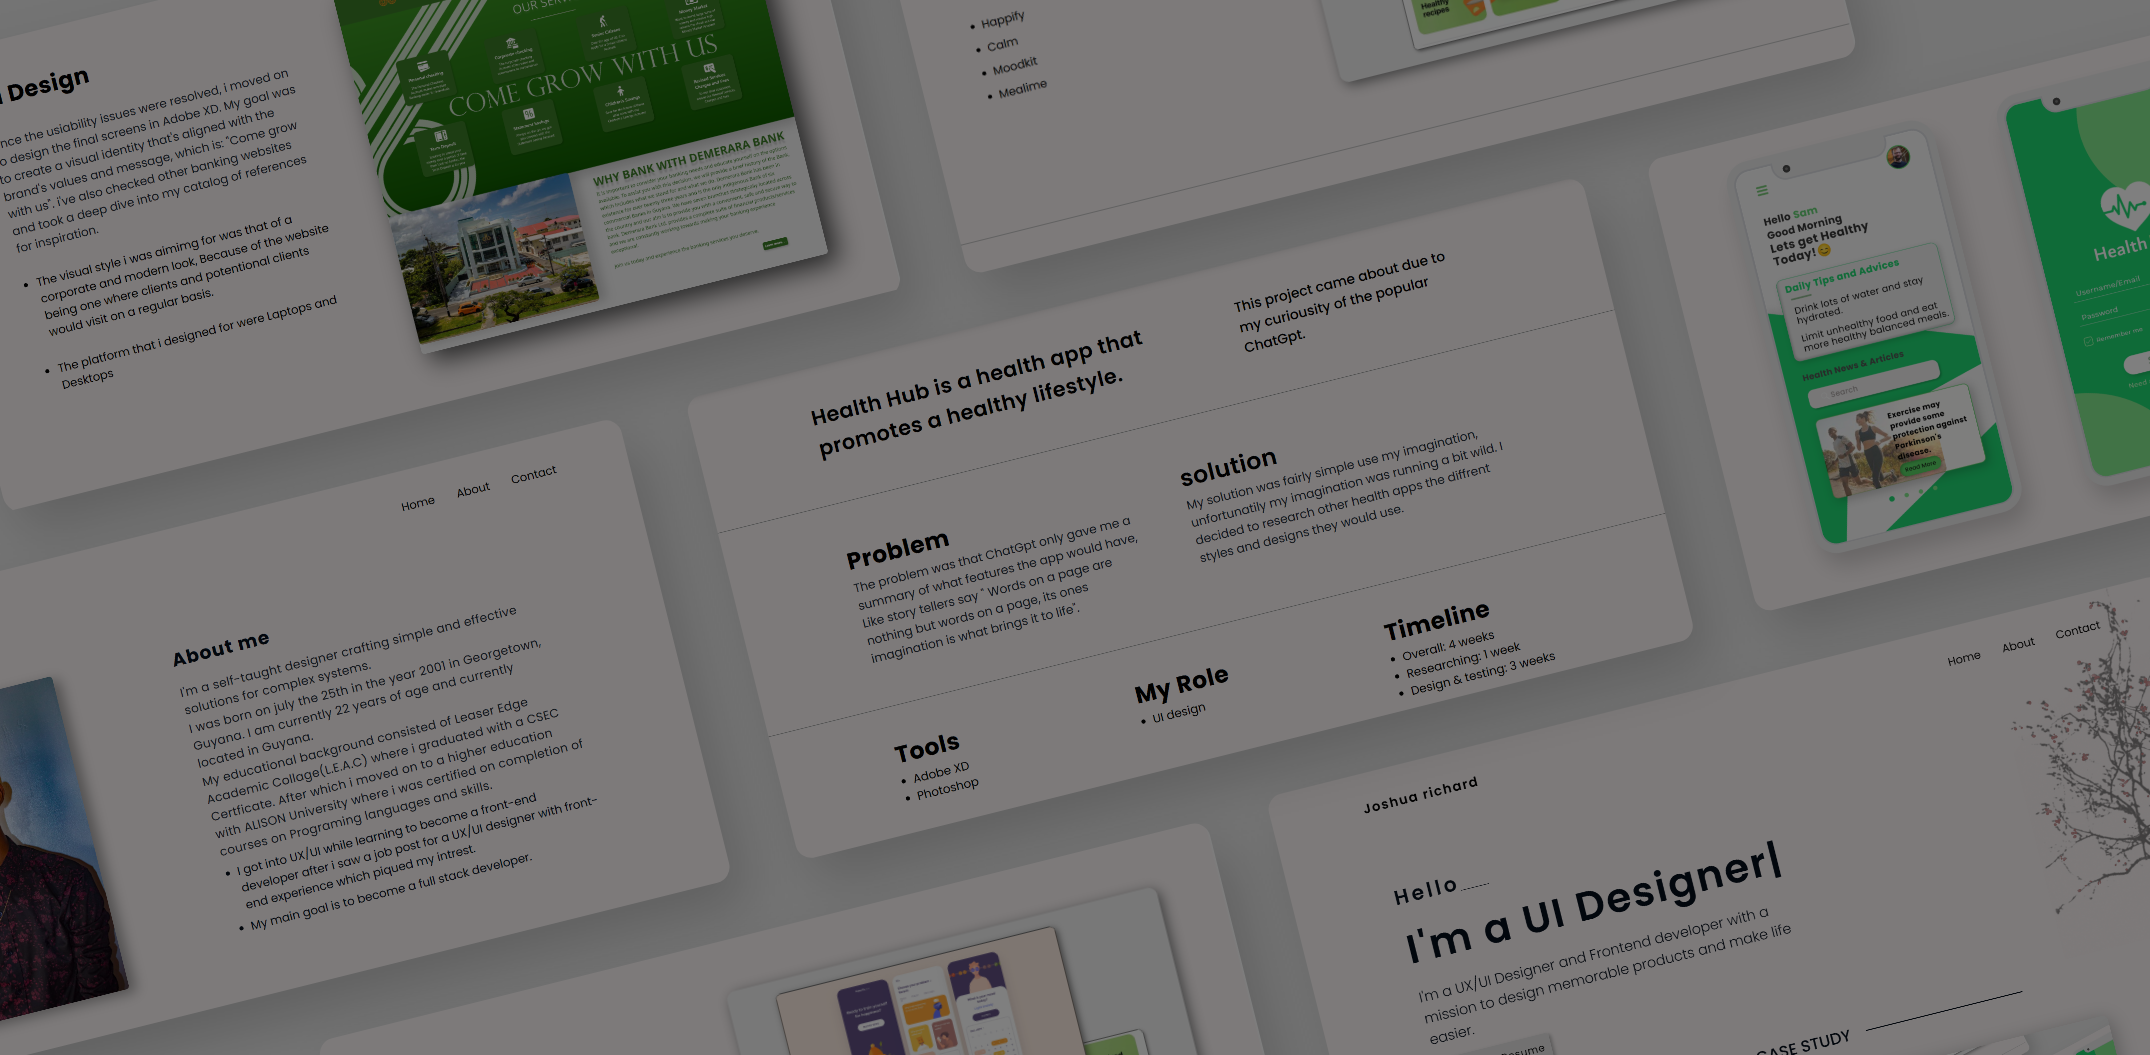 Design
nce the usiability issues were resolved, i moved on
o design the final screens in Adobe XD. My goal was
to create a visual identity that's aligned with the
brand's values and message, which is: "Come grow
with us". i've also checked other banking websites
and took a deep dive into my catalog of references
for inspiration.
The visual style i was aimimg for was that of a
corporate and modern look, Because of the website
being one where clients and potentional clients
would visit on a regular basis.
The platform that i designed for were Laptops and
Desktops
OUR SERV
COME GROW WITH US
WHY BANK WITH DEMERARA BANK
Happify
Calm
Moodkit
Mealime
Healthy
recipes
Home
About
Contact
About me
I'm a self-taught designer crafting simple and effective
solutions for complex systems.
I was born on july the 25th in the year 2001 in Georgetown,
Guyana. I am currently 22 years of age and currently
located in Guyana.
My educational background consisted of Leaser Edge
Academic Collage(L.E.A.C) where i graduated with a CSEC
Certficate. After which i moved on to a higher education
with ALISON University where i was certified on completion of
courses on Programing languages and skills.
I got into UX/UI while learning to become a front-end
developer after i saw a job post for a UX/UI designer with front-
end experience which piqued my intrest.
My main goal is to become a full stack developer.
Health Hub is a health app that
promotes a healthy lifestyle.
This project came about due to
my curiousity of the popular
ChatGpt.
Problem
The problem was that ChatGpt only gave me a
summary of what features the app would have,
Like story tellers say " Words on a page are
nothing but words on a page, its ones
imagination is what brings it to life".
solution
My solution was fairly simple use my imagination,
unfortunatily my imagination was running a bit wild. I
decided to research other health apps the diffrent
styles and designs they would use.
Tools
Adobe XD
Photoshop
My Role
UI design
Timeline
Overall: 4 weeks
Researching: 1 week
Design & testing: 3 weeks
Hello Sam
Good Morning
Lets get Healthy
Today!😊
Daily Tips and Advices
Drink lots of water and stay
hydrated.
Limit unhealthy food and eat
more healthy balanced meals.
Health News & Articles
Search
Exercise may
provide some
protection against
Parkinson's
disease.
Read More
Health
Username/Email
Password
Remember me
Need
Home
About
Contact
Joshua richard
Hello
I'm a UI Designer|
I'm a UX/UI Designer and Frontend developer with a
mission to design memorable products and make life
easier.
esume
CASE STUDY